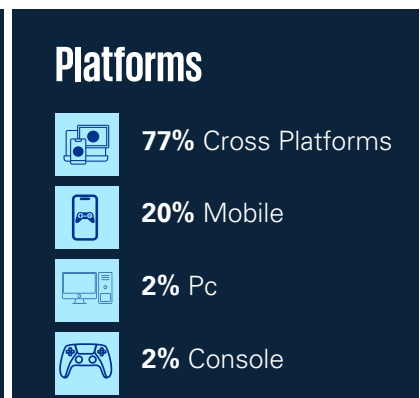 Platforms
77% Cross Platforms
20% Mobile
2% Pc
2% Console